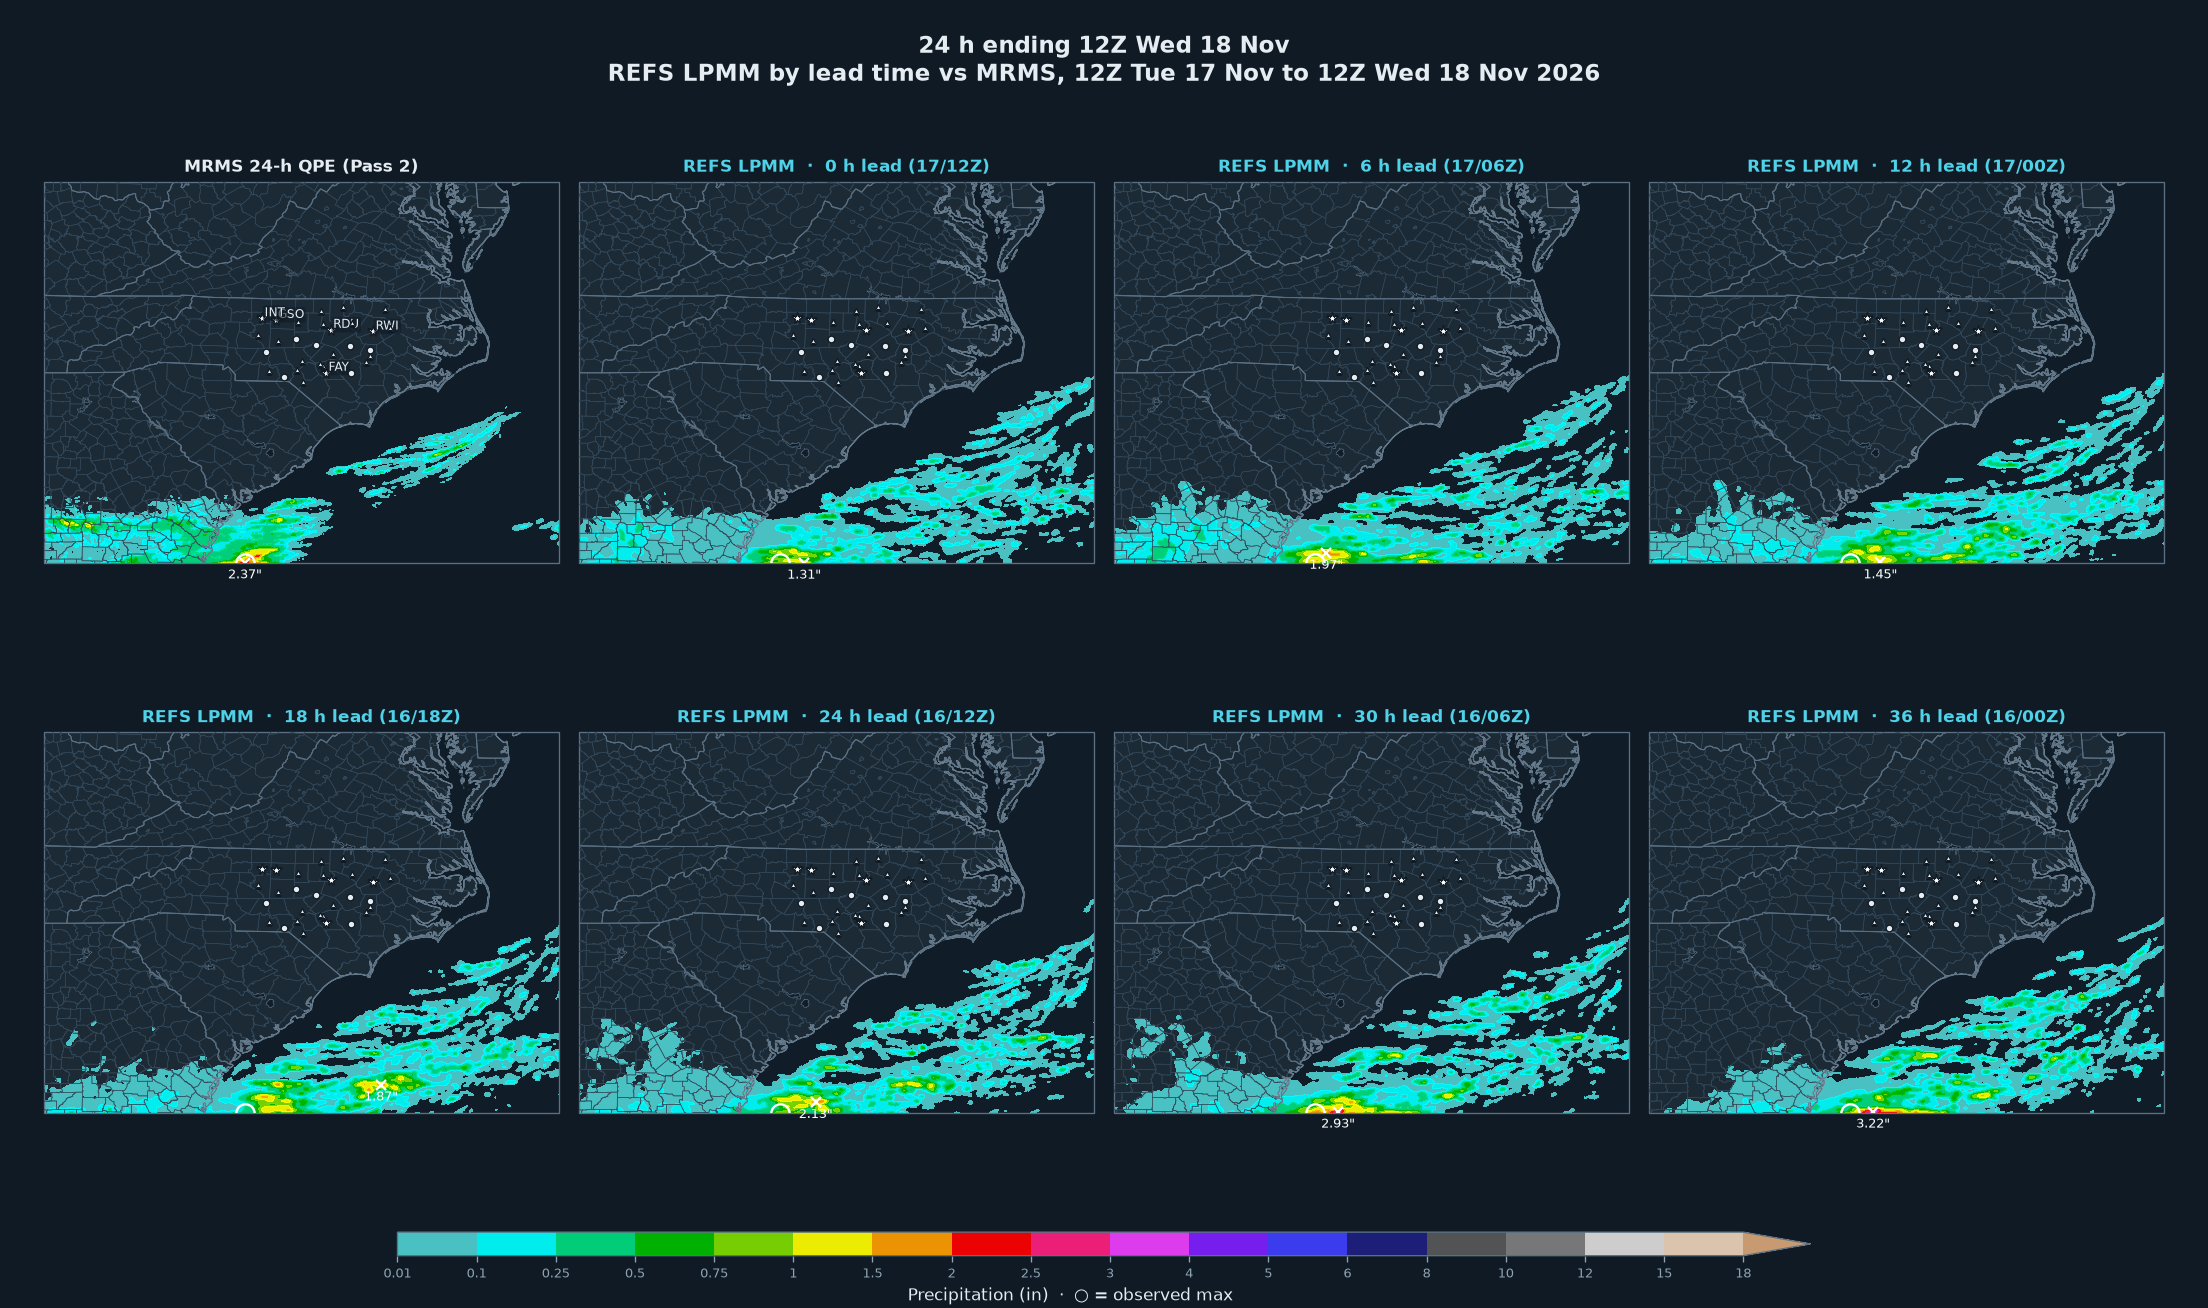 24 h ending 12Z Wed 18 Nov
REFS LPMM by lead time vs MRMS, 12Z Tue 17 Nov to 12Z Wed 18 Nov 2026
MRMS 24-h QPE (Pass 2)
REFS LPMM · 0 h lead (17/12Z)
REFS LPMM · 6 h lead (17/06Z)
REFS LPMM · 12 h lead (17/00Z)
INT
SO
RDU
RWI
FAY
2.37"
1.31"
1.97"
1.45"
REFS LPMM · 18 h lead (16/18Z)
REFS LPMM · 24 h lead (16/12Z)
REFS LPMM · 30 h lead (16/06Z)
REFS LPMM · 36 h lead (16/00Z)
1.87"
2.13"
2.93"
3.22"
0.01 0.1 0.25 0.5 0.75 1 1.5 2 2.5 3 4 5 6 8 10 12 15 18
Precipitation (in) · ○ = observed max